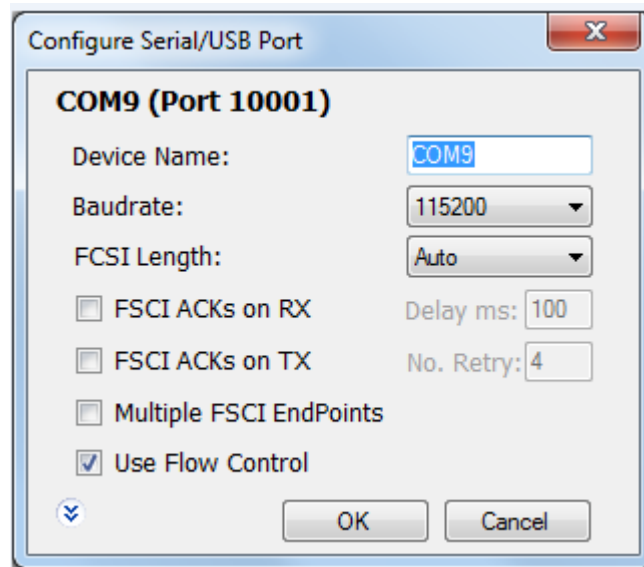 Configure Serial/USB Port
COM9 (Port 10001)
Device Name: COM9
Baudrate: 115200
FCSI Length: Auto
FSCI ACKs on RX Delay ms: 100
FSCI ACKs on TX No. Retry: 4
Multiple FSCI EndPoints
Use Flow Control
OK Cancel